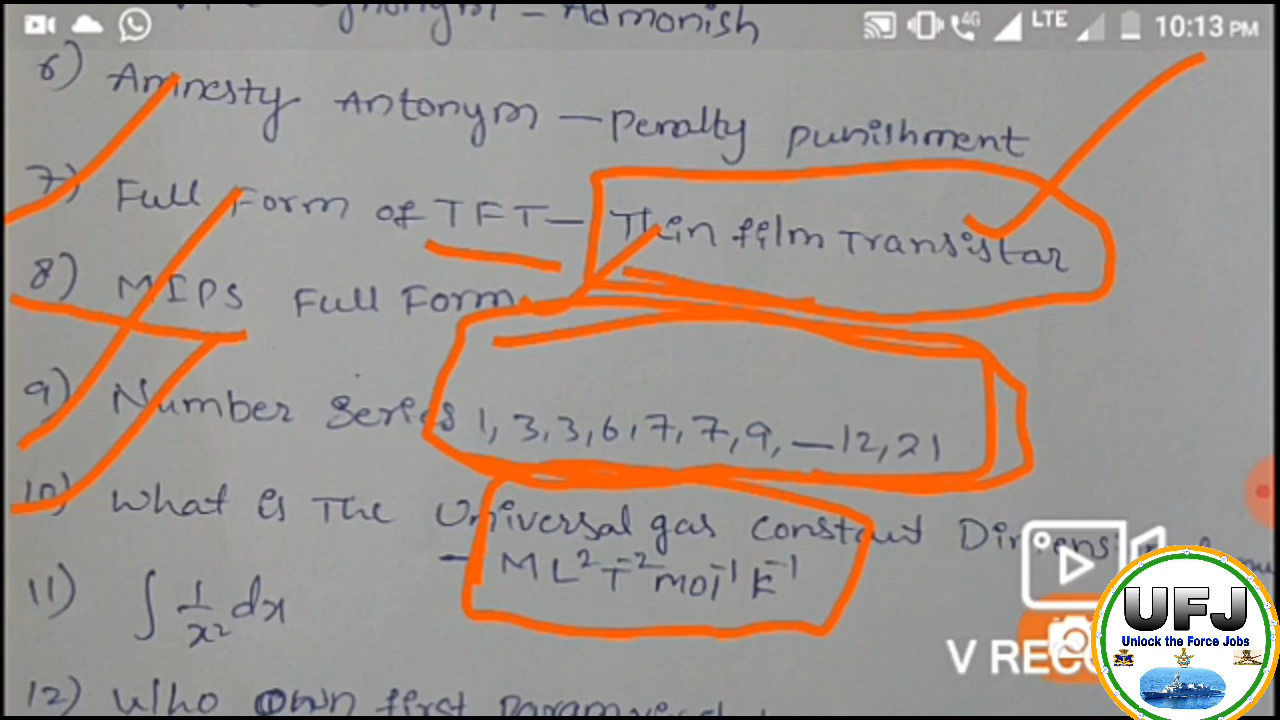 10:13 PM
4G
LTE
- Admonish
6) Amnesty Antonym - Penalty punishment
7) Full Form of TFT - Thin film Transistar
8) MIPS Full Form
9) Number Series 1, 3, 3, 6, 7, 7, 9, — 12, 21
10) What is The Universal gas constant
- ML²T⁻²mol⁻¹K⁻¹
11) ∫ 1/x² dx
12) Who own first
V REC
UFJ
Unlock the Force Jobs